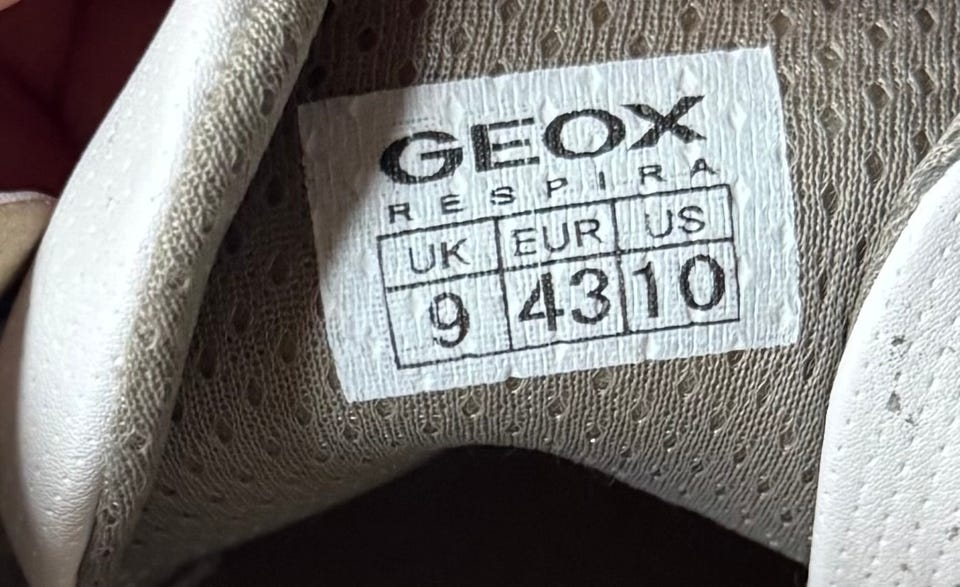 GEOX
RESPIRA
UK EUR US
9 43 10